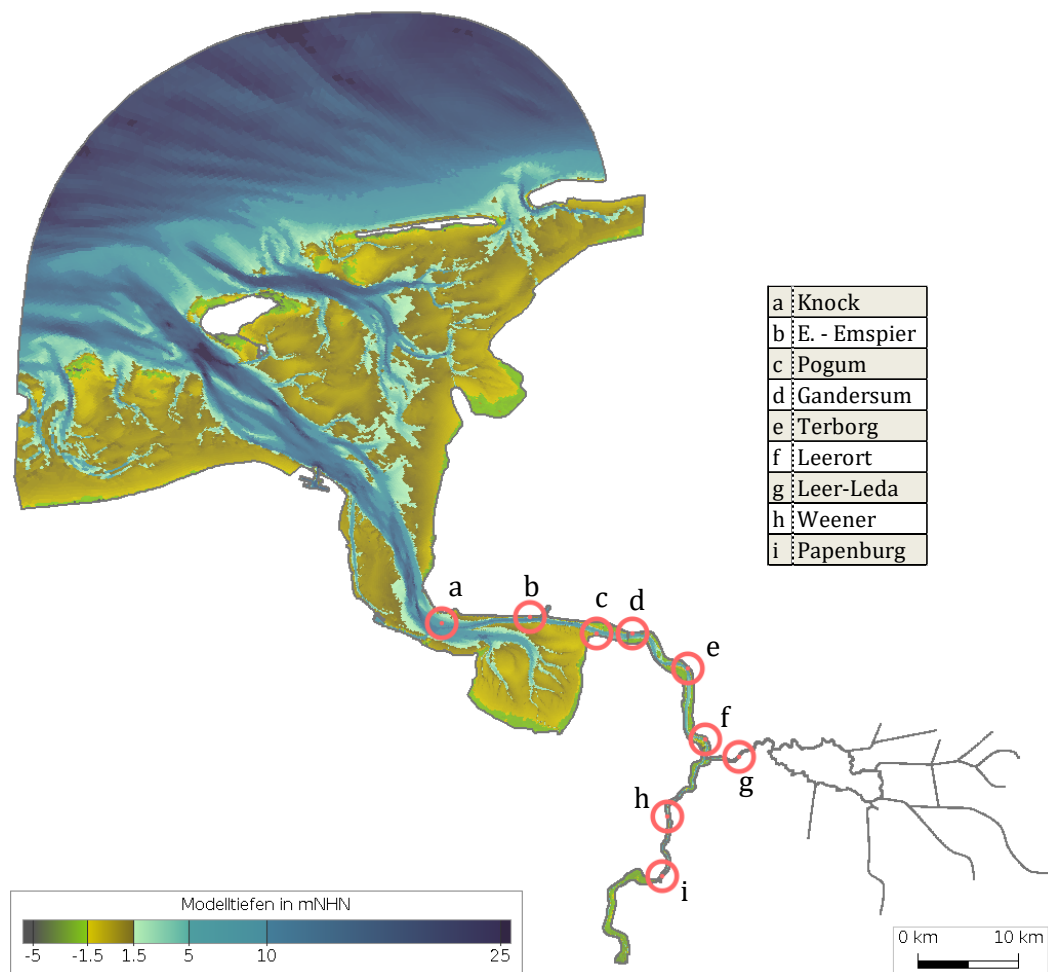 a Knock
b E. - Emspier
c Pogum
d Gandersum
e Terborg
f Leerort
g Leer-Leda
h Weener
i Papenburg
a
b
c
d
e
f
g
h
i
Modelltiefen in mNHN
-5 -1.5 1.5 5 10 25
0 km 10 km